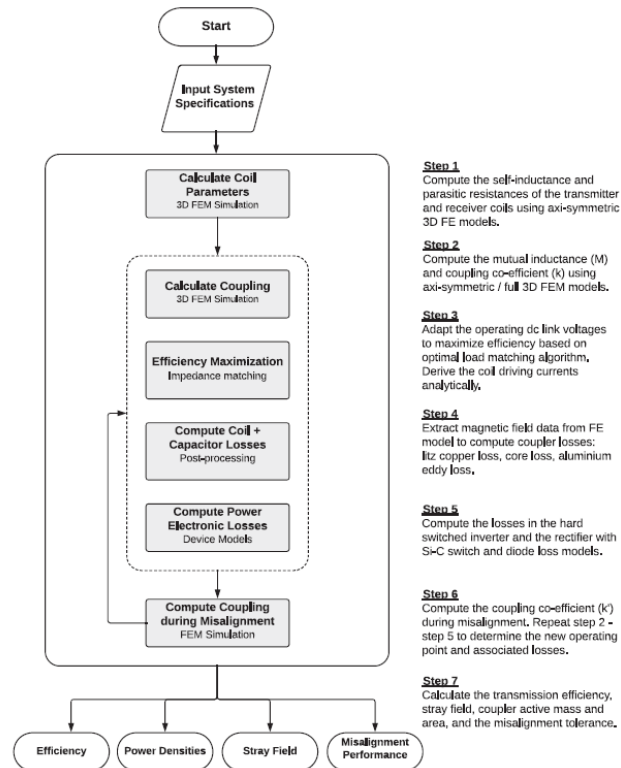 Start
Input System
Specifications
Calculate Coil
Parameters
3D FEM Simulation
Calculate Coupling
3D FEM Simulation
Efficiency Maximization
Impedance matching
Compute Coil +
Capacitor Losses
Post-processing
Compute Power
Electronic Losses
Device Models
Compute Coupling
during Misalignment
FEM Simulation
Efficiency
Power Densities
Stray Field
Misalignment
Performance
Step 1
Compute the self-inductance and
parasitic resistances of the transmitter
and receiver coils using axi-symmetric
3D FE models.
Step 2
Compute the mutual inductance (M)
and coupling co-efficient (k) using
axi-symmetric / full 3D FEM models.
Step 3
Adapt the operating dc link voltages
to maximize efficiency based on
optimal load matching algorithm.
Derive the coil driving currents
analytically.
Step 4
Extract magnetic field data from FE
model to compute coupler losses:
litz copper loss, core loss, aluminium
eddy loss.
Step 5
Compute the losses in the hard
switched inverter and the rectifier with
Si-C switch and diode loss models.
Step 6
Compute the coupling co-efficient (k')
during misalignment. Repeat step 2 -
step 5 to determine the new operating
point and associated losses.
Step 7
Calculate the transmission efficiency,
stray field, coupler active mass and
area, and the misalignment tolerance.